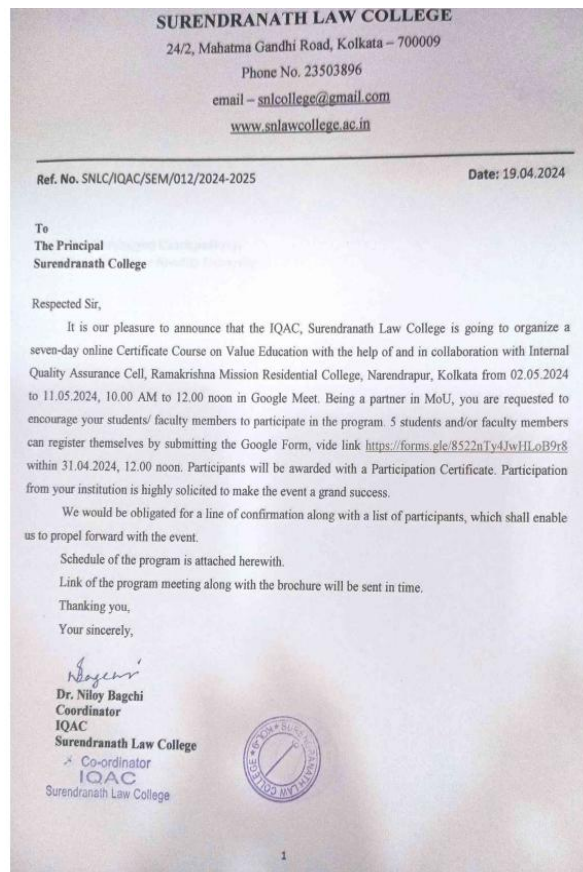 SURENDRANATH LAW COLLEGE
24/2, Mahatma Gandhi Road, Kolkata – 700009
Phone No. 23503896
email – snlcollege@gmail.com
www.snlawcollege.ac.in
Ref. No. SNLC/IQAC/SEM/012/2024-2025
Date: 19.04.2024
To
The Principal
Surendranath College
Respected Sir,
It is our pleasure to announce that the IQAC, Surendranath Law College is going to organize a
seven-day online Certificate Course on Value Education with the help of and in collaboration with Internal
Quality Assurance Cell, Ramakrishna Mission Residential College, Narendrapur, Kolkata from 02.05.2024
to 11.05.2024, 10.00 AM to 12.00 noon in Google Meet. Being a partner in MoU, you are requested to
encourage your students/ faculty members to participate in the program. 5 students and/or faculty members
can register themselves by submitting the Google Form, vide link https://forms.gle/8522nTy4JwHLoB9r8
within 31.04.2024, 12.00 noon. Participants will be awarded with a Participation Certificate. Participation
from your institution is highly solicited to make the event a grand success.
We would be obligated for a line of confirmation along with a list of participants, which shall enable
us to propel forward with the event.
Schedule of the program is attached herewith.
Link of the program meeting along with the brochure will be sent in time.
Thanking you,
Your sincerely,
NBagchi
Dr. Niloy Bagchi
Coordinator
IQAC
Surendranath Law College
Co-ordinator
IQAC
Surendranath Law College
SURENDRANATH LAW COLLEGE
1